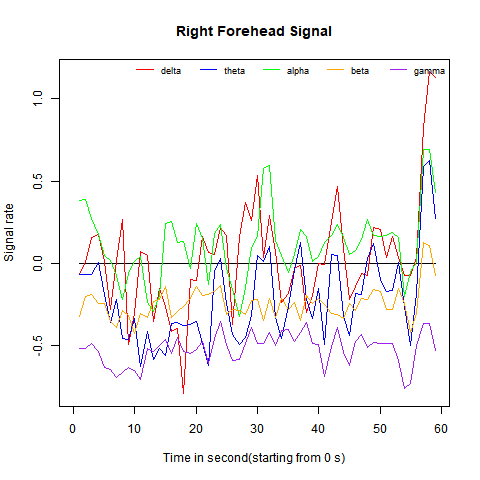 Right Forehead Signal
delta theta alpha beta gamma
Signal rate
1.0
0.5
0.0
-0.5
0 10 20 30 40 50 60
Time in second(starting from 0 s)